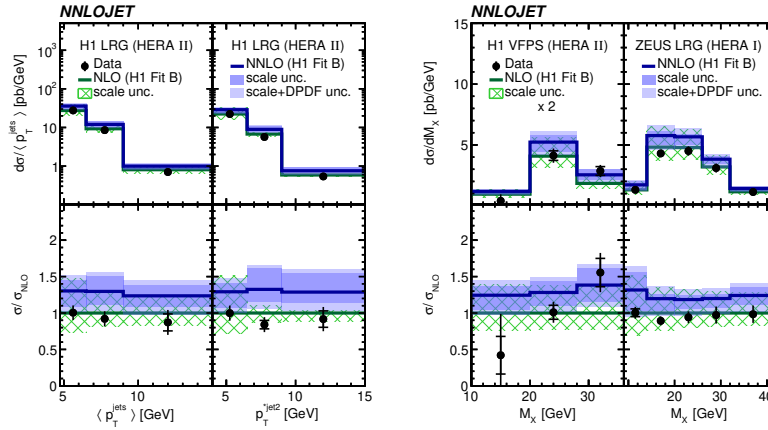 NNLOJET
dσ/⟨ p_T^jets ⟩ [pb/GeV]
10³
10²
10
1
H1 LRG (HERA II)
Data
NLO (H1 Fit B)
scale unc.
H1 LRG (HERA II)
NNLO (H1 Fit B)
scale unc.
scale+DPDF unc.
σ/ σ_NLO
2
1.5
1
0.5
0
5 10
5 10 15
⟨ p_T^jets ⟩ [GeV]
p_T^*jet2 [GeV]
NNLOJET
dσ/dM_X [pb/GeV]
15
10
5
H1 VFPS (HERA II)
Data
NLO (H1 Fit B)
scale unc.
x 2
ZEUS LRG (HERA I)
NNLO (H1 Fit B)
scale unc.
scale+DPDF unc.
σ/ σ_NLO
2
1.5
1
0.5
0
10 20 30
20 30 40
M_X [GeV]
M_X [GeV]